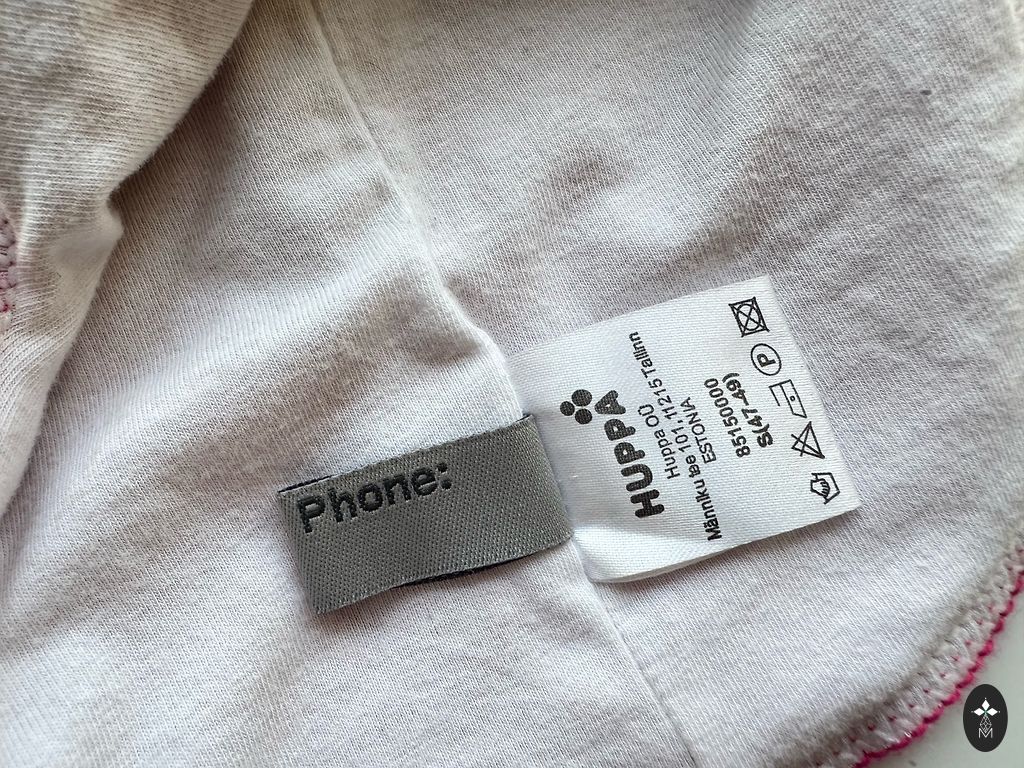 Phone:
HUPPA
Huppa OÜ
Männiku tee 101, 11215 Tallinn
ESTONIA
85150000
S(47-49)
P
M